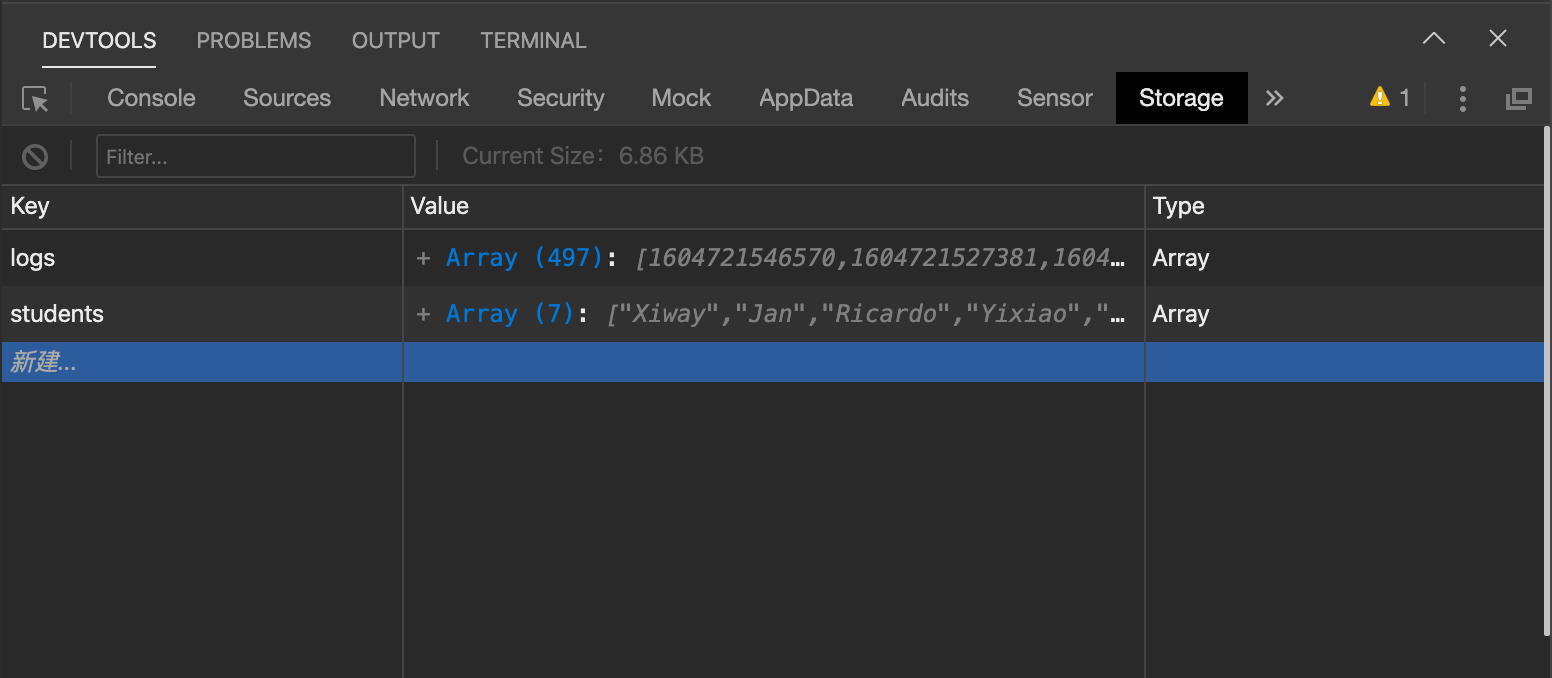 DEVTOOLS PROBLEMS OUTPUT TERMINAL
Console Sources Network Security Mock AppData Audits Sensor Storage 1
Filter... Current Size： 6.86 KB
Key Value Type
logs + Array (497): [1604721546570,1604721527381,1604… Array
students + Array (7): ["Xiway","Jan","Ricardo","Yixiao","… Array
新建...